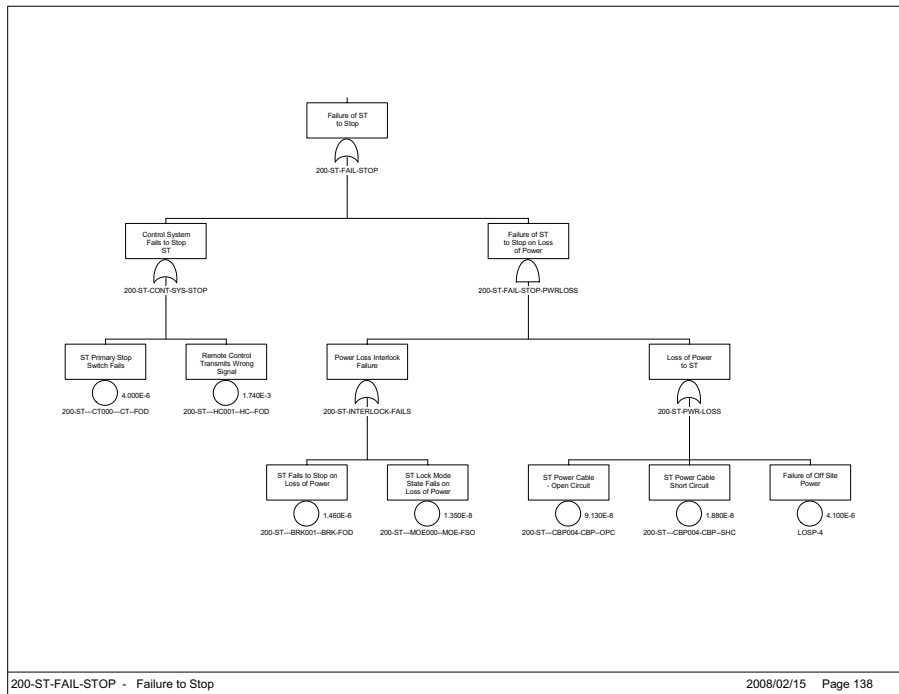 Failure of ST
to Stop
200-ST-FAIL-STOP
Control System
Fails to Stop
ST
200-ST-CONT-SYS-STOP
Failure of ST
to Stop on Loss
of Power
200-ST-FAIL-STOP-PWRLOSS
ST Primary Stop
Switch Fails
4.000E-6
200-ST---CT000---CT--FOD
Remote Control
Transmits Wrong
Signal
1.740E-3
200-ST---HC001--HC--FOD
Power Loss Interlock
Failure
200-ST-INTERLOCK-FAILS
Loss of Power
to ST
200-ST-PWR-LOSS
ST Fails to Stop on
Loss of Power
1.460E-6
200-ST---BRK001--BRK-FOD
ST Lock Mode
State Fails on
Loss of Power
1.350E-8
200-ST---MOE000--MOE-FSO
ST Power Cable
- Open Circuit
9.130E-8
200-ST---CBP004-CBP--OPC
ST Power Cable
Short Circuit
1.880E-8
200-ST---CBP004-CBP--SHC
Failure of Off Site
Power
4.100E-6
LOSP-4
200-ST-FAIL-STOP - Failure to Stop
2008/02/15 Page 138